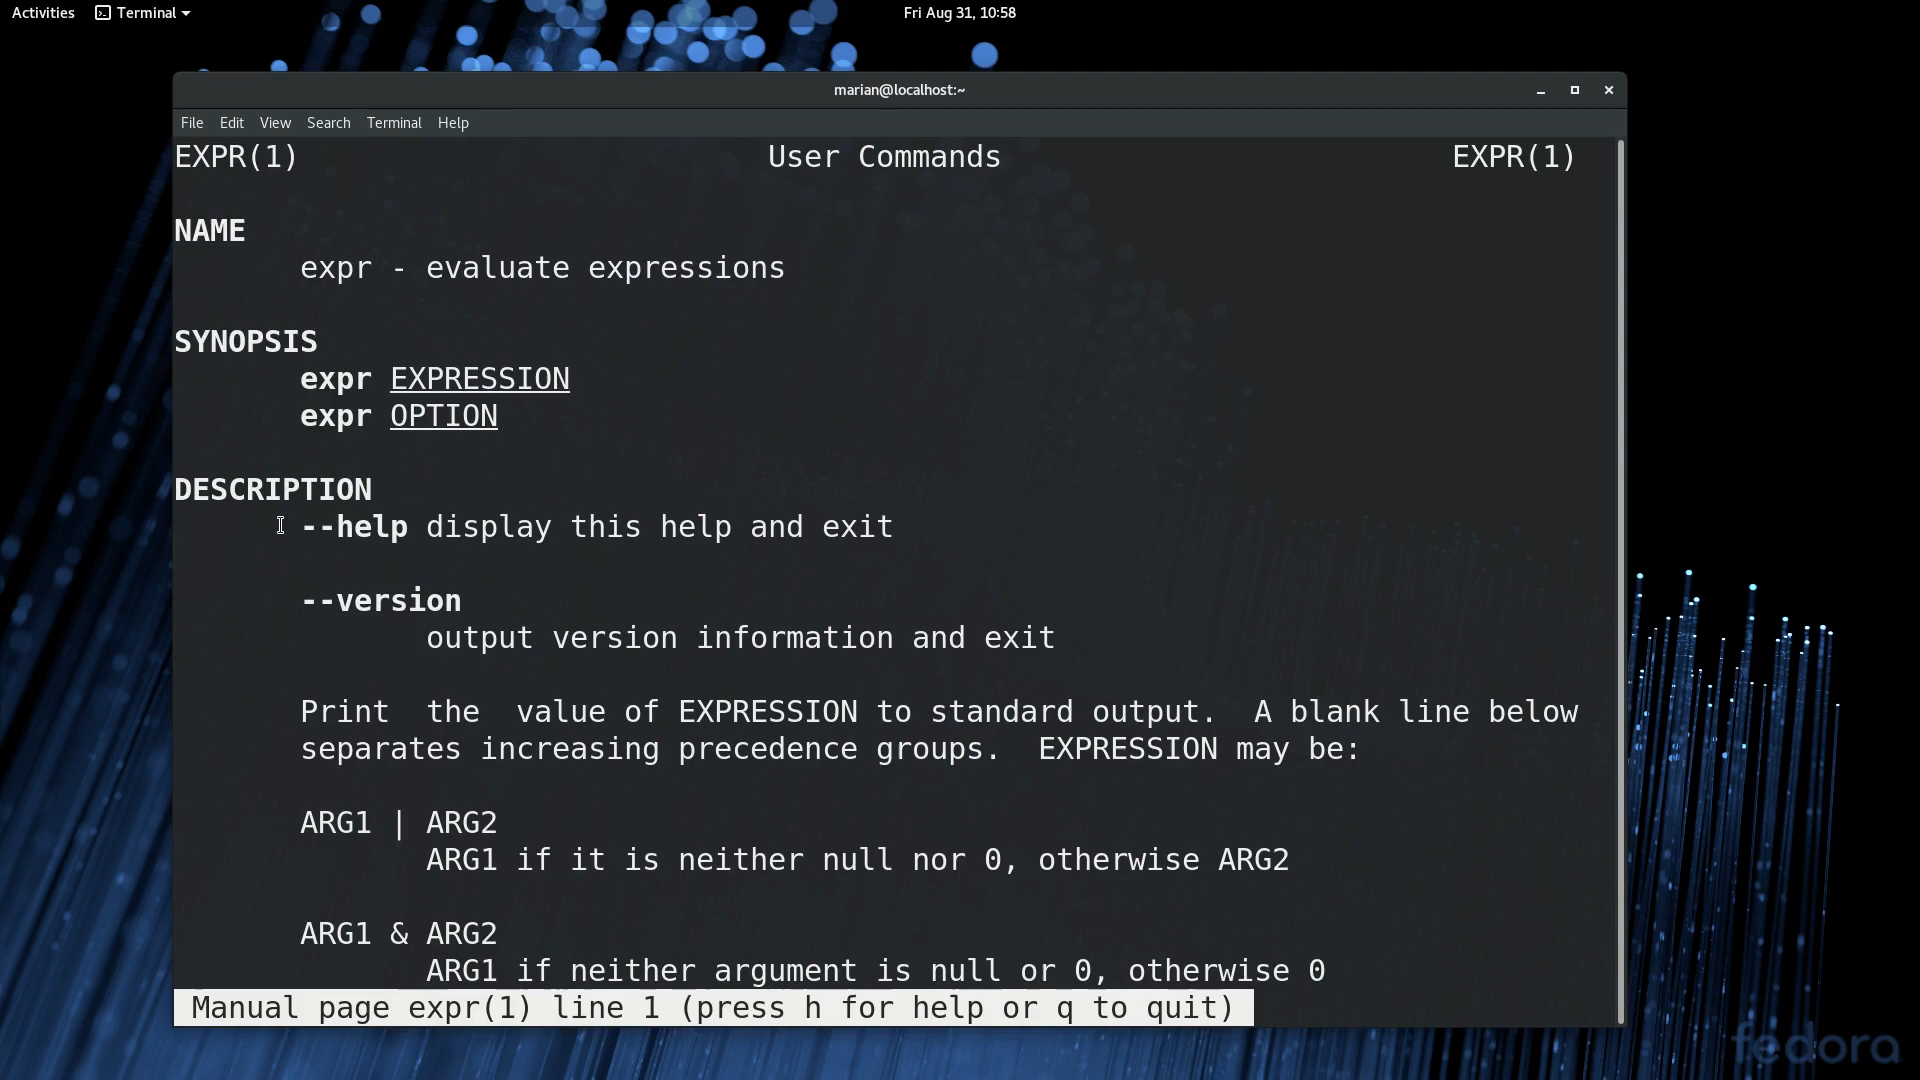 Activities Terminal Fri Aug 31, 10:58
marian@localhost:~
File Edit View Search Terminal Help
EXPR(1) User Commands EXPR(1)
NAME
expr - evaluate expressions
SYNOPSIS
expr EXPRESSION
expr OPTION
DESCRIPTION
--help display this help and exit
--version
output version information and exit
Print  the  value of EXPRESSION to standard output.  A blank line below
separates increasing precedence groups.  EXPRESSION may be:
ARG1 | ARG2
ARG1 if it is neither null nor 0, otherwise ARG2
ARG1 & ARG2
ARG1 if neither argument is null or 0, otherwise 0
Manual page expr(1) line 1 (press h for help or q to quit)
fedora